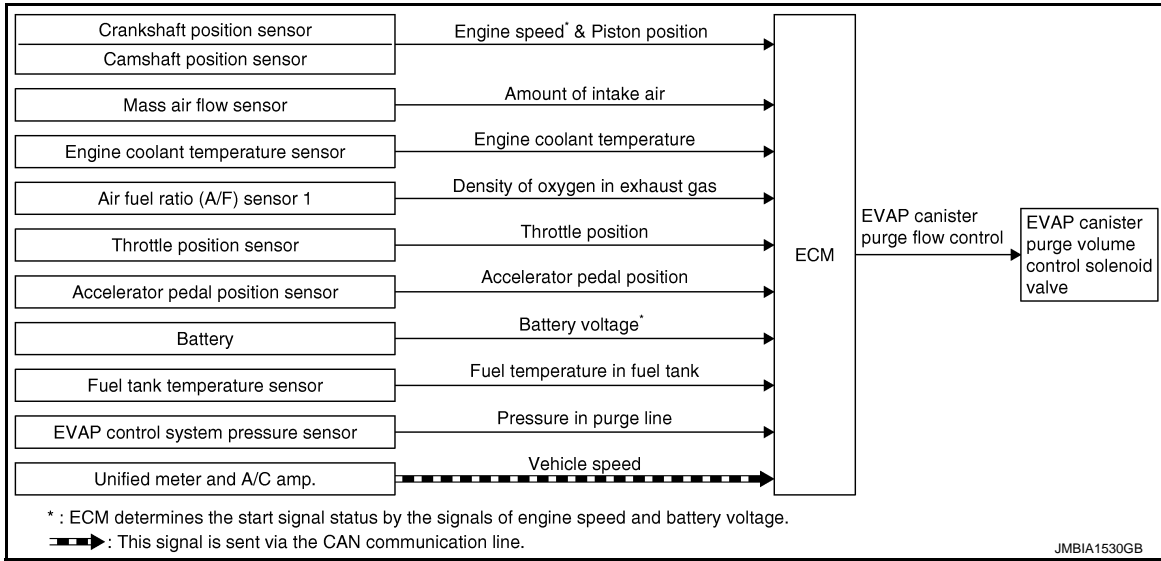 Crankshaft position sensor
Camshaft position sensor
Engine speed* & Piston position
Mass air flow sensor
Amount of intake air
Engine coolant temperature sensor
Engine coolant temperature
Air fuel ratio (A/F) sensor 1
Density of oxygen in exhaust gas
Throttle position sensor
Throttle position
Accelerator pedal position sensor
Accelerator pedal position
Battery
Battery voltage*
Fuel tank temperature sensor
Fuel temperature in fuel tank
EVAP control system pressure sensor
Pressure in purge line
Unified meter and A/C amp.
Vehicle speed
ECM
EVAP canister
purge flow control
EVAP canister
purge volume
control solenoid
valve
* : ECM determines the start signal status by the signals of engine speed and battery voltage.
: This signal is sent via the CAN communication line.
JMBIA1530GB